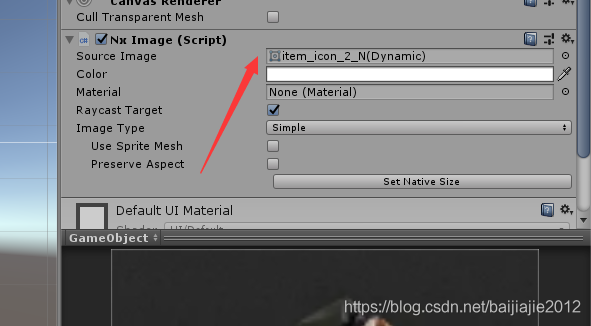 Canvas Renderer
Cull Transparent Mesh
Nx Image (Script)
Source Image
item_icon_2_N(Dynamic)
Color
Material
None (Material)
Raycast Target
Image Type
Simple
Use Sprite Mesh
Preserve Aspect
Set Native Size
Default UI Material
Shader UI/Default
GameObject
https://blog.csdn.net/baijiajie2012